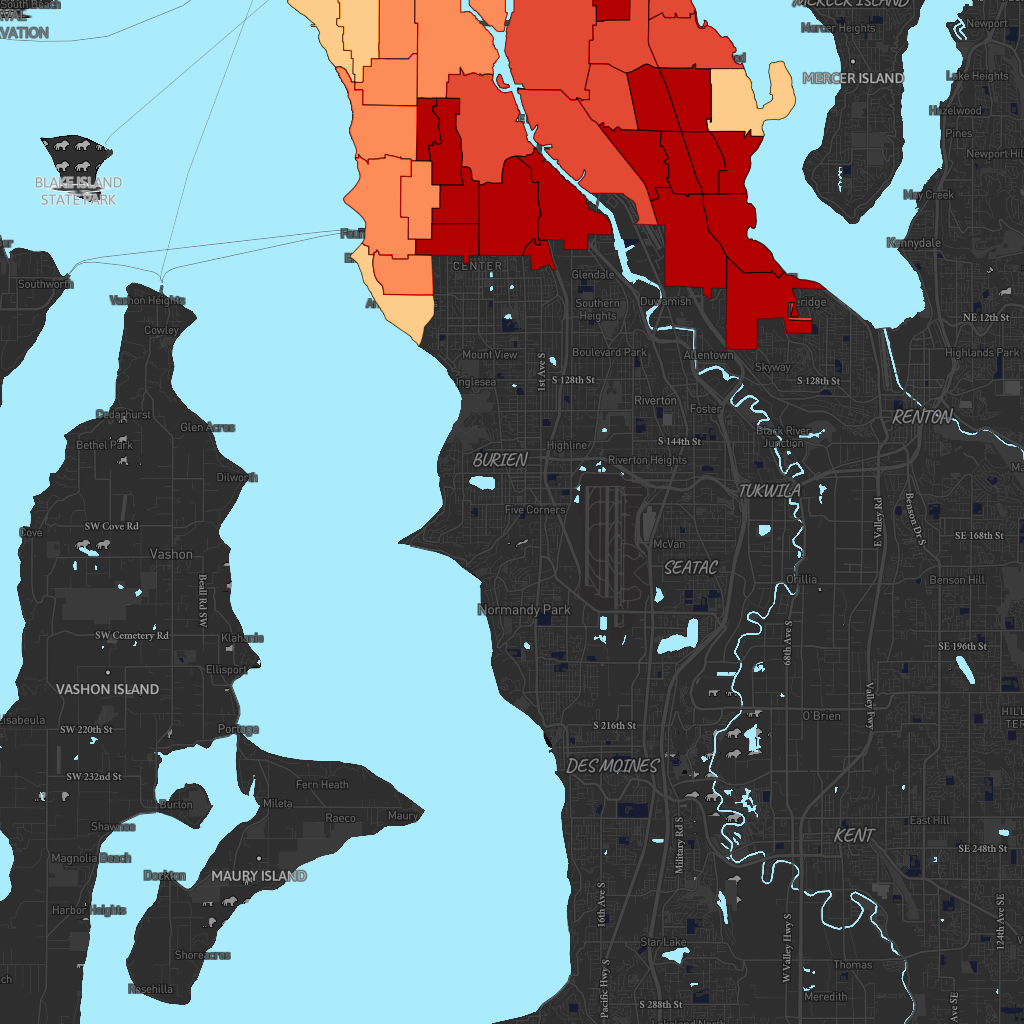 South Beach
VATION
MERCER ISLAND
Mercer Heights
Newport
MERCER ISLAND
Lake Heights
Hazelwood
Pines
Newport Hill
BLAKE ISLAND
STATE PARK
May Creek
Kennydale
Southworth
CENTER
Glendale
Vashon Heights
Duwamish
Southern
Heights
NE 12th St
Cowley
Mount View
Boulevard Park
Allentown
Highlands Park
1st Ave S
Skyway
Inglesea
S 128th St
S 128th St
Riverton
Foster
RENTON
Cedarhurst
Glen Acres
Black River
Junction
Bethel Park
Highline
S 144th St
BURIEN
Riverton Heights
Dilworth
TUKWILA
Five Corners
E Valley Rd
Benson Dr S
SW Cove Rd
Cove
SE 168th St
McVan
Vashon
SEATAC
Beall Rd SW
Orillia
Benson Hill
Normandy Park
SW Cemetery Rd
Klahanie
68th Ave S
SE 196th St
Ellisport
VASHON ISLAND
Valley Fwy
O'Brien
S 216th St
SW 220th St
Portage
DES MOINES
SW 232nd St
Fern Heath
Burton
Mileta
Raeco
Maury
Shawnee
East Hill
KENT
Military Rd S
SE 248th St
Magnolia Beach
Dockton
MAURY ISLAND
Harbor Heights
16th Ave S
124th Ave SE
W Valley Hwy S
Star Lake
Shoreacres
Thomas
Rosehilla
Pacific Hwy S
Meredith
S 288th St